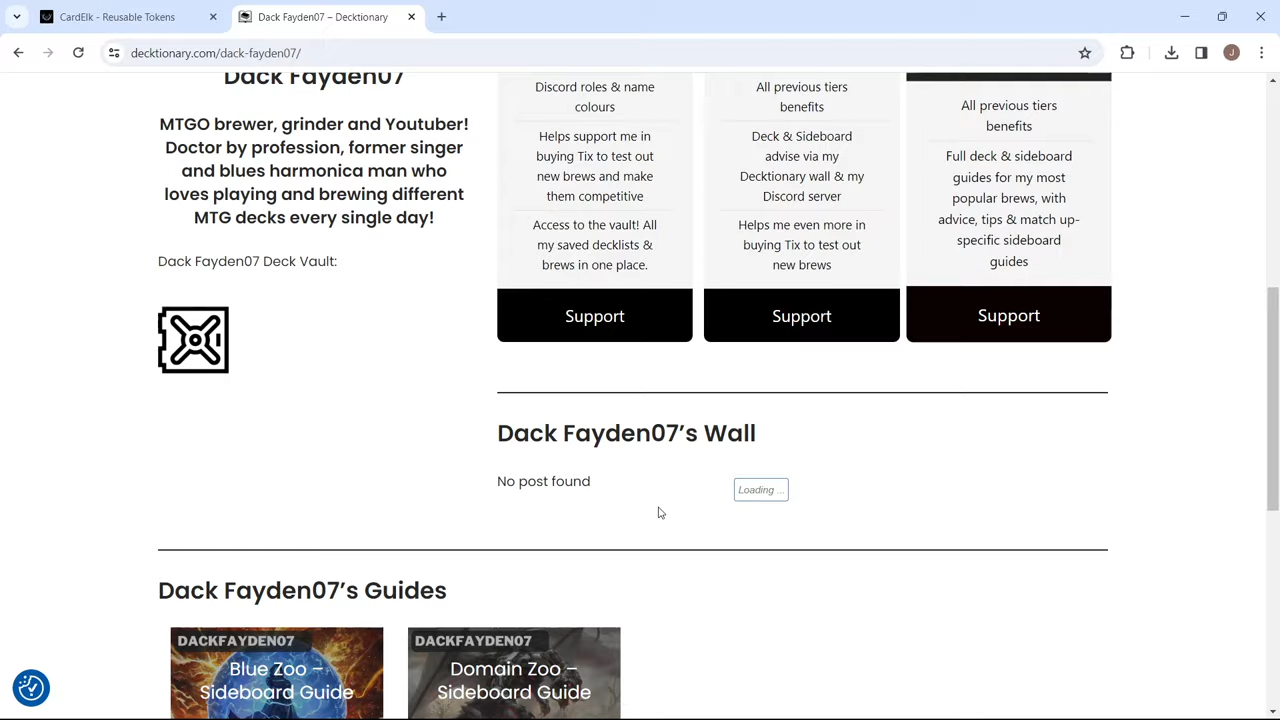 CardElk - Reusable Tokens
Dack Fayden07 – Decktionary
decktionary.com/dack-fayden07/
J
Dack Fayden07
MTGO brewer, grinder and Youtuber!
Doctor by profession, former singer
and blues harmonica man who
loves playing and brewing different
MTG decks every single day!
Dack Fayden07 Deck Vault:
Discord roles & name
colours
Helps support me in
buying Tix to test out
new brews and make
them competitive
Access to the vault! All
my saved decklists &
brews in one place.
Support
All previous tiers
benefits
Deck & Sideboard
advise via my
Decktionary wall & my
Discord server
Helps me even more in
buying Tix to test out
new brews
Support
All previous tiers
benefits
Full deck & sideboard
guides for my most
popular brews, with
advice, tips & match up-
specific sideboard
guides
Support
Dack Fayden07's Wall
No post found
Loading ...
Dack Fayden07's Guides
DACKFAYDEN07
Blue Zoo –
Sideboard Guide
DACKFAYDEN07
Domain Zoo –
Sideboard Guide